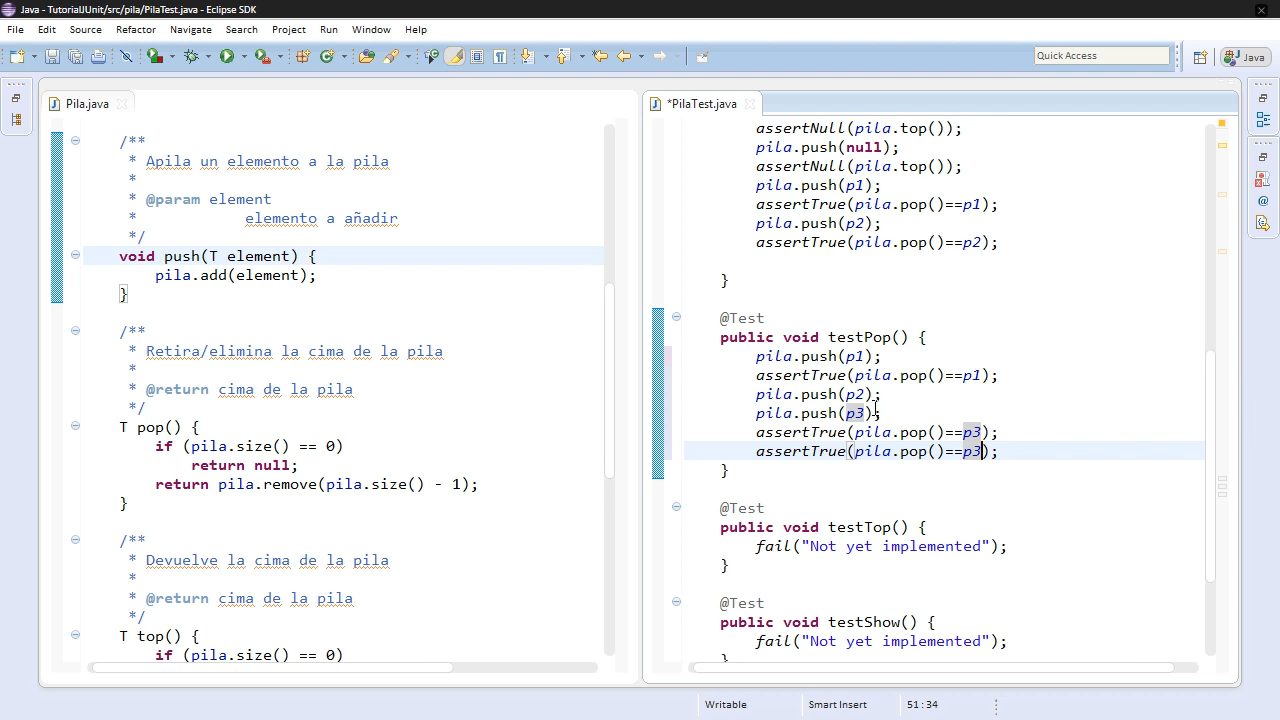 Java - TutorialJUnit/src/pila/PilaTest.java - Eclipse SDK
File Edit Source Refactor Navigate Search Project Run Window Help
Quick Access
Java
Pila.java
/**
* Apila un elemento a la pila
*
* @param element
* elemento a añadir
*/
void push(T element) {
pila.add(element);
}
/**
* Retira/elimina la cima de la pila
*
* @return cima de la pila
*/
T pop() {
if (pila.size() == 0)
return null;
return pila.remove(pila.size() - 1);
}
/**
* Devuelve la cima de la pila
*
* @return cima de la pila
*/
T top() {
if (pila.size() == 0)
*PilaTest.java
assertNull(pila.top());
pila.push(null);
assertNull(pila.top());
pila.push(p1);
assertTrue(pila.pop()==p1);
pila.push(p2);
assertTrue(pila.pop()==p2);
}
@Test
public void testPop() {
pila.push(p1);
assertTrue(pila.pop()==p1);
pila.push(p2);
pila.push(p3);
assertTrue(pila.pop()==p3);
assertTrue(pila.pop()==p3);
}
@Test
public void testTop() {
fail("Not yet implemented");
}
@Test
public void testShow() {
fail("Not yet implemented");
}
Writable Smart Insert 51 : 34